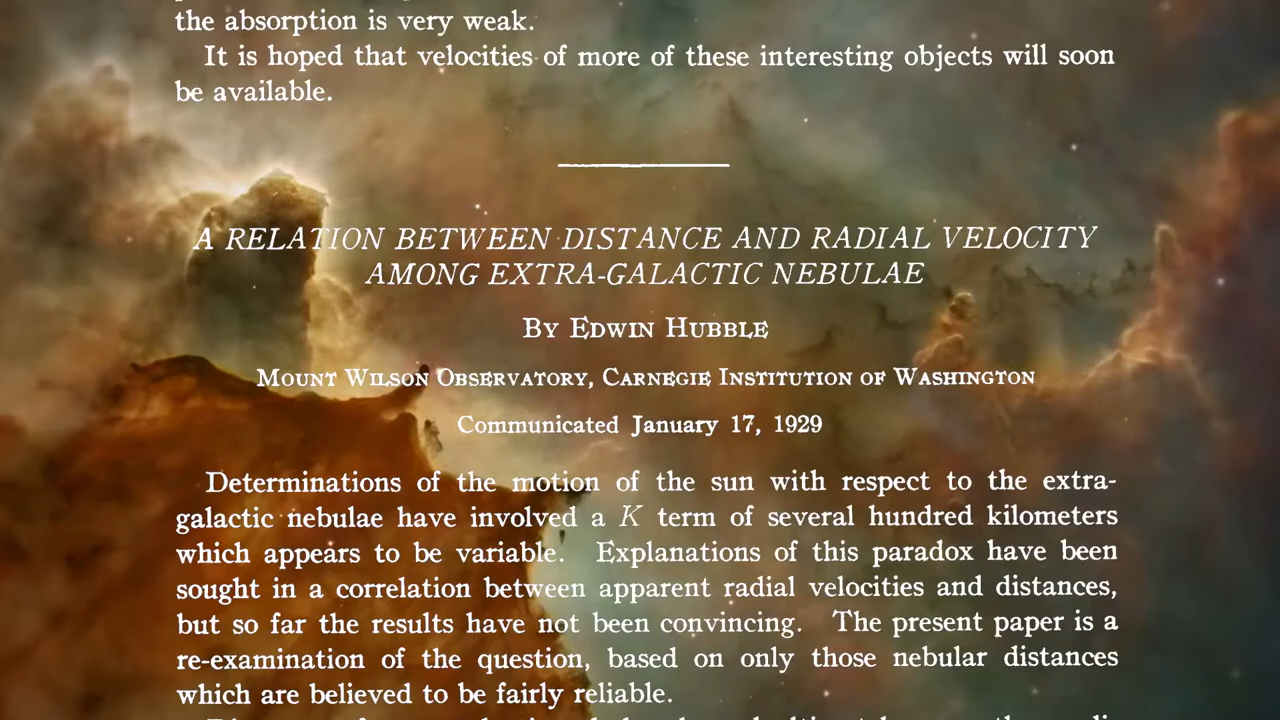 the absorption is very weak.
It is hoped that velocities of more of these interesting objects will soon
be available.
A RELATION BETWEEN DISTANCE AND RADIAL VELOCITY
AMONG EXTRA-GALACTIC NEBULAE
By Edwin Hubble
Mount Wilson Observatory, Carnegie Institution of Washington
Communicated January 17, 1929
Determinations of the motion of the sun with respect to the extra-
galactic nebulae have involved a K term of several hundred kilometers
which appears to be variable. Explanations of this paradox have been
sought in a correlation between apparent radial velocities and distances,
but so far the results have not been convincing. The present paper is a
re-examination of the question, based on only those nebular distances
which are believed to be fairly reliable.